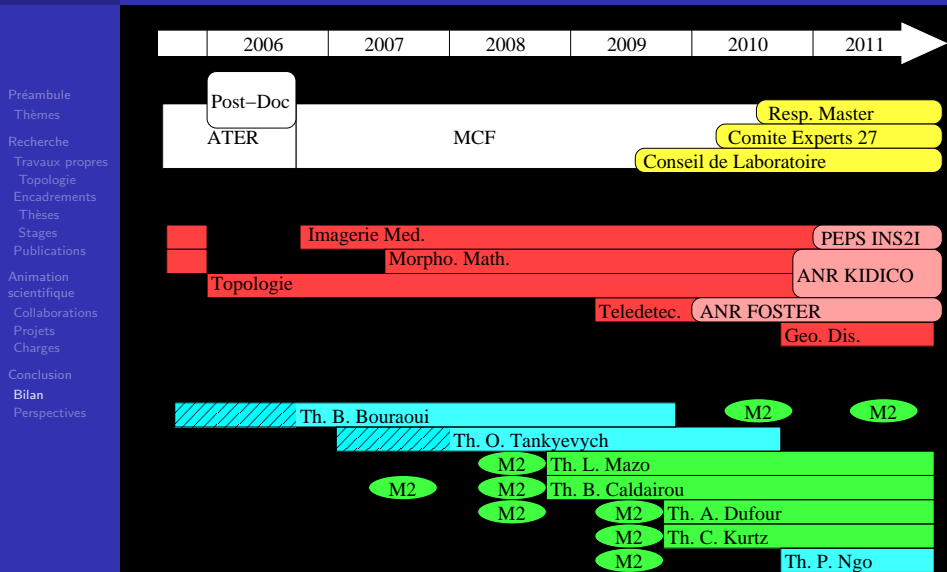 Préambule
Thèmes
Recherche
Travaux propres
Topologie
Encadrements
Thèses
Stages
Publications
Animation
scientifique
Collaborations
Projets
Charges
Conclusion
Bilan
Perspectives
2006 2007 2008 2009 2010 2011
Post−Doc
ATER MCF
Resp. Master
Comite Experts 27
Conseil de Laboratoire
Imagerie Med. PEPS INS2I
Morpho. Math. ANR KIDICO
Topologie
Teledetec. ANR FOSTER
Geo. Dis.
Th. B. Bouraoui M2 M2
Th. O. Tankyevych
M2 Th. L. Mazo
M2 M2 Th. B. Caldairou
M2 M2 Th. A. Dufour
M2 Th. C. Kurtz
M2 Th. P. Ngo